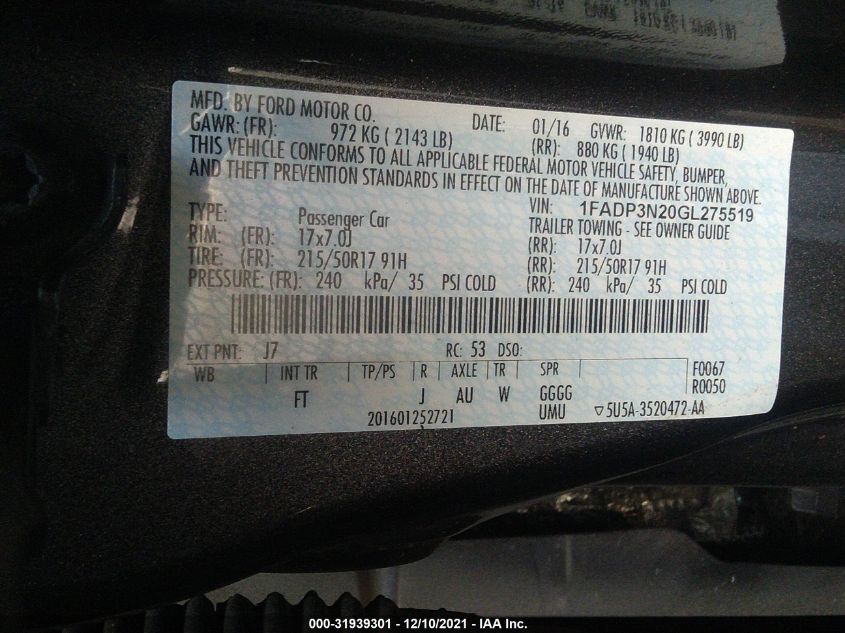 MFD. BY FORD MOTOR CO. DATE: 01/16 GVWR: 1810 KG ( 3990 LB)
GAWR: (FR): 972 KG ( 2143 LB) (RR): 880 KG ( 1940 LB)
THIS VEHICLE CONFORMS TO ALL APPLICABLE FEDERAL MOTOR VEHICLE SAFETY, BUMPER,
AND THEFT PREVENTION STANDARDS IN EFFECT ON THE DATE OF MANUFACTURE SHOWN ABOVE.
VIN: 1FADP3N20GL275519
TYPE: Passenger Car TRAILER TOWING - SEE OWNER GUIDE
RIM: (FR): 17x7.0J (RR): 17x7.0J
TIRE: (FR): 215/50R17 91H (RR): 215/50R17 91H
PRESSURE: (FR): 240 kPa/ 35 PSI COLD (RR): 240 kPa/ 35 PSI COLD
EXT PNT: J7 RC: 53 DSO:
WB INT TR TP/PS R AXLE TR SPR F0067
R0050
FT J AU W GGGG
UMU
201601252721 ▽5U5A-3520472-AA
000-31939301 - 12/10/2021 - IAA Inc.